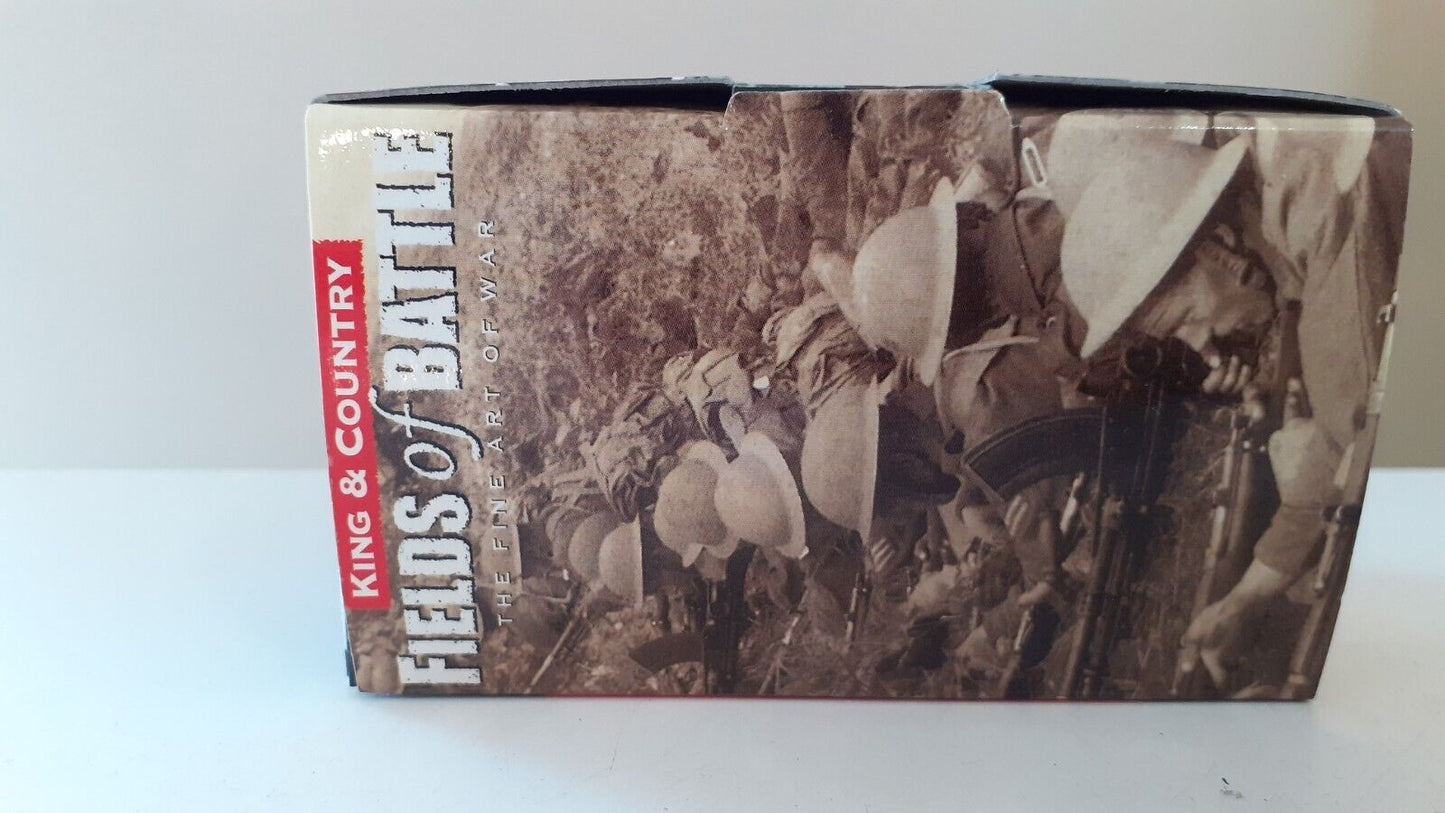 KING & COUNTRY
FIELDS of BATTLE
THE FINE ART OF WAR